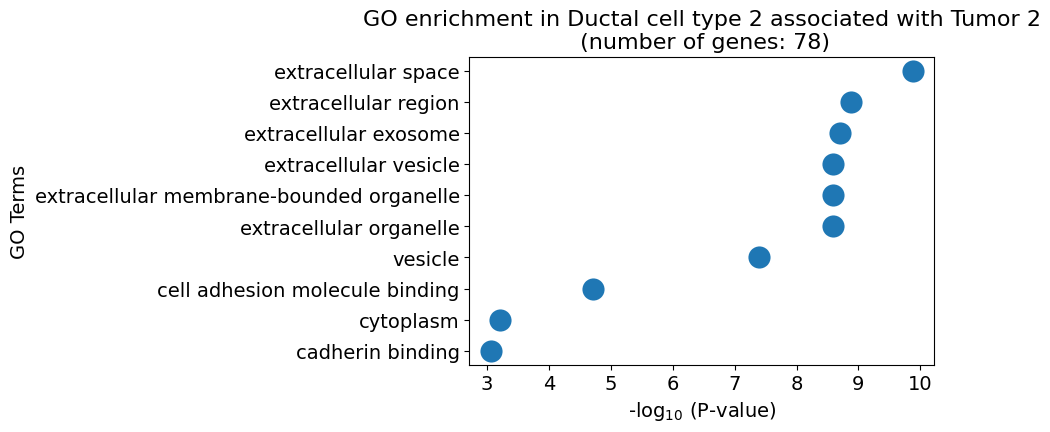 GO enrichment in Ductal cell type 2 associated with Tumor 2
(number of genes: 78)
GO Terms
extracellular space
extracellular region
extracellular exosome
extracellular vesicle
extracellular membrane-bounded organelle
extracellular organelle
vesicle
cell adhesion molecule binding
cytoplasm
cadherin binding
3 4 5 6 7 8 9 10
-log₁₀ (P-value)